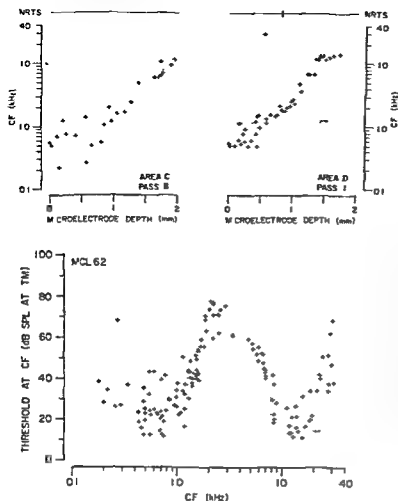 NRTS
NRTS
40
10
1.0
0.1
CF (kHz)
AREA C
PASS B
0
1
2
MICROELECTRODE DEPTH (mm)
40
10
1.0
0.1
CF (kHz)
AREA D
PASS 1
0
1
2
MICROELECTRODE DEPTH (mm)
MCL 62
100
80
60
40
20
THRESHOLD AT CF (dB SPL AT TM)
0.1
1.0
10
40
CF (kHz)